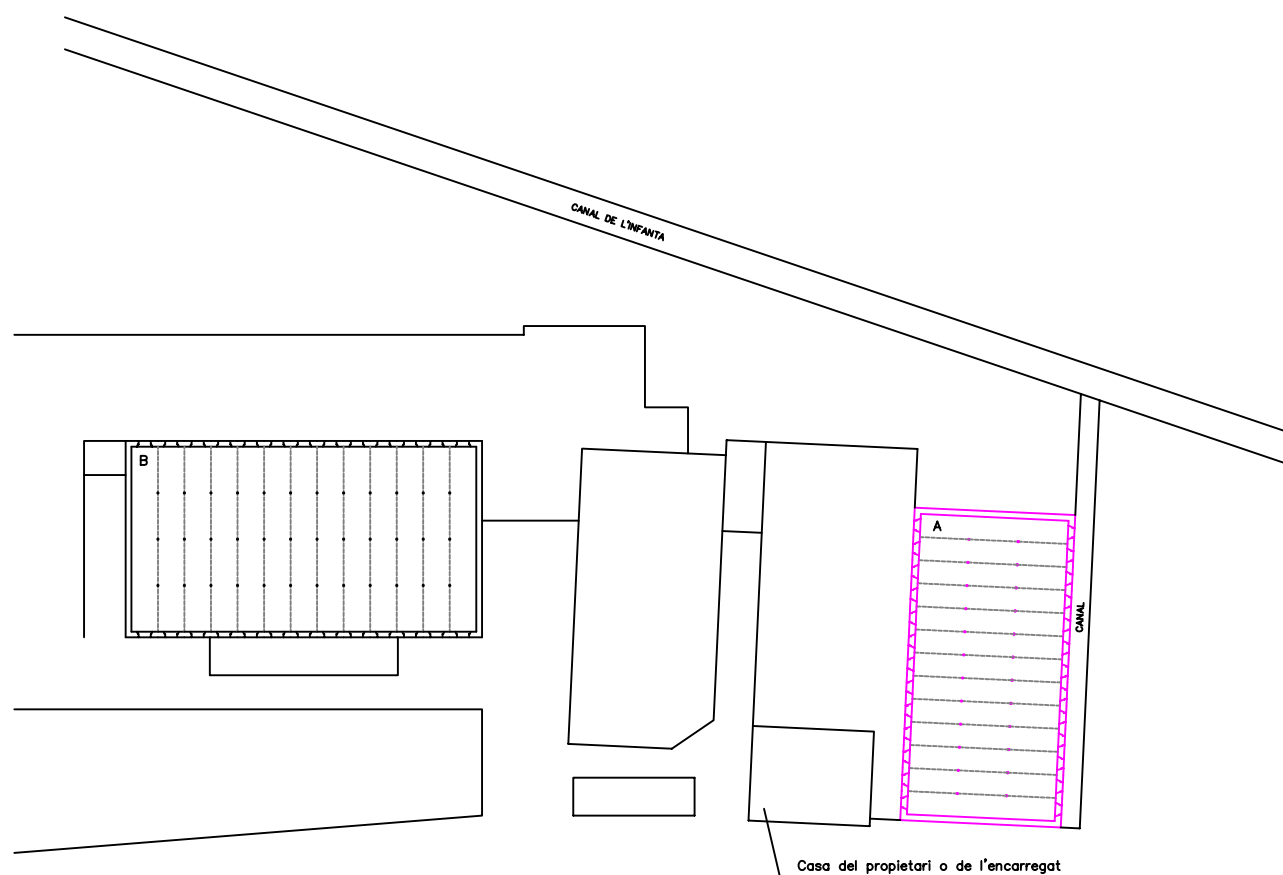 CANAL DE L'INFANTA
B
A
CANAL
Casa del propietari o de l'encarregat